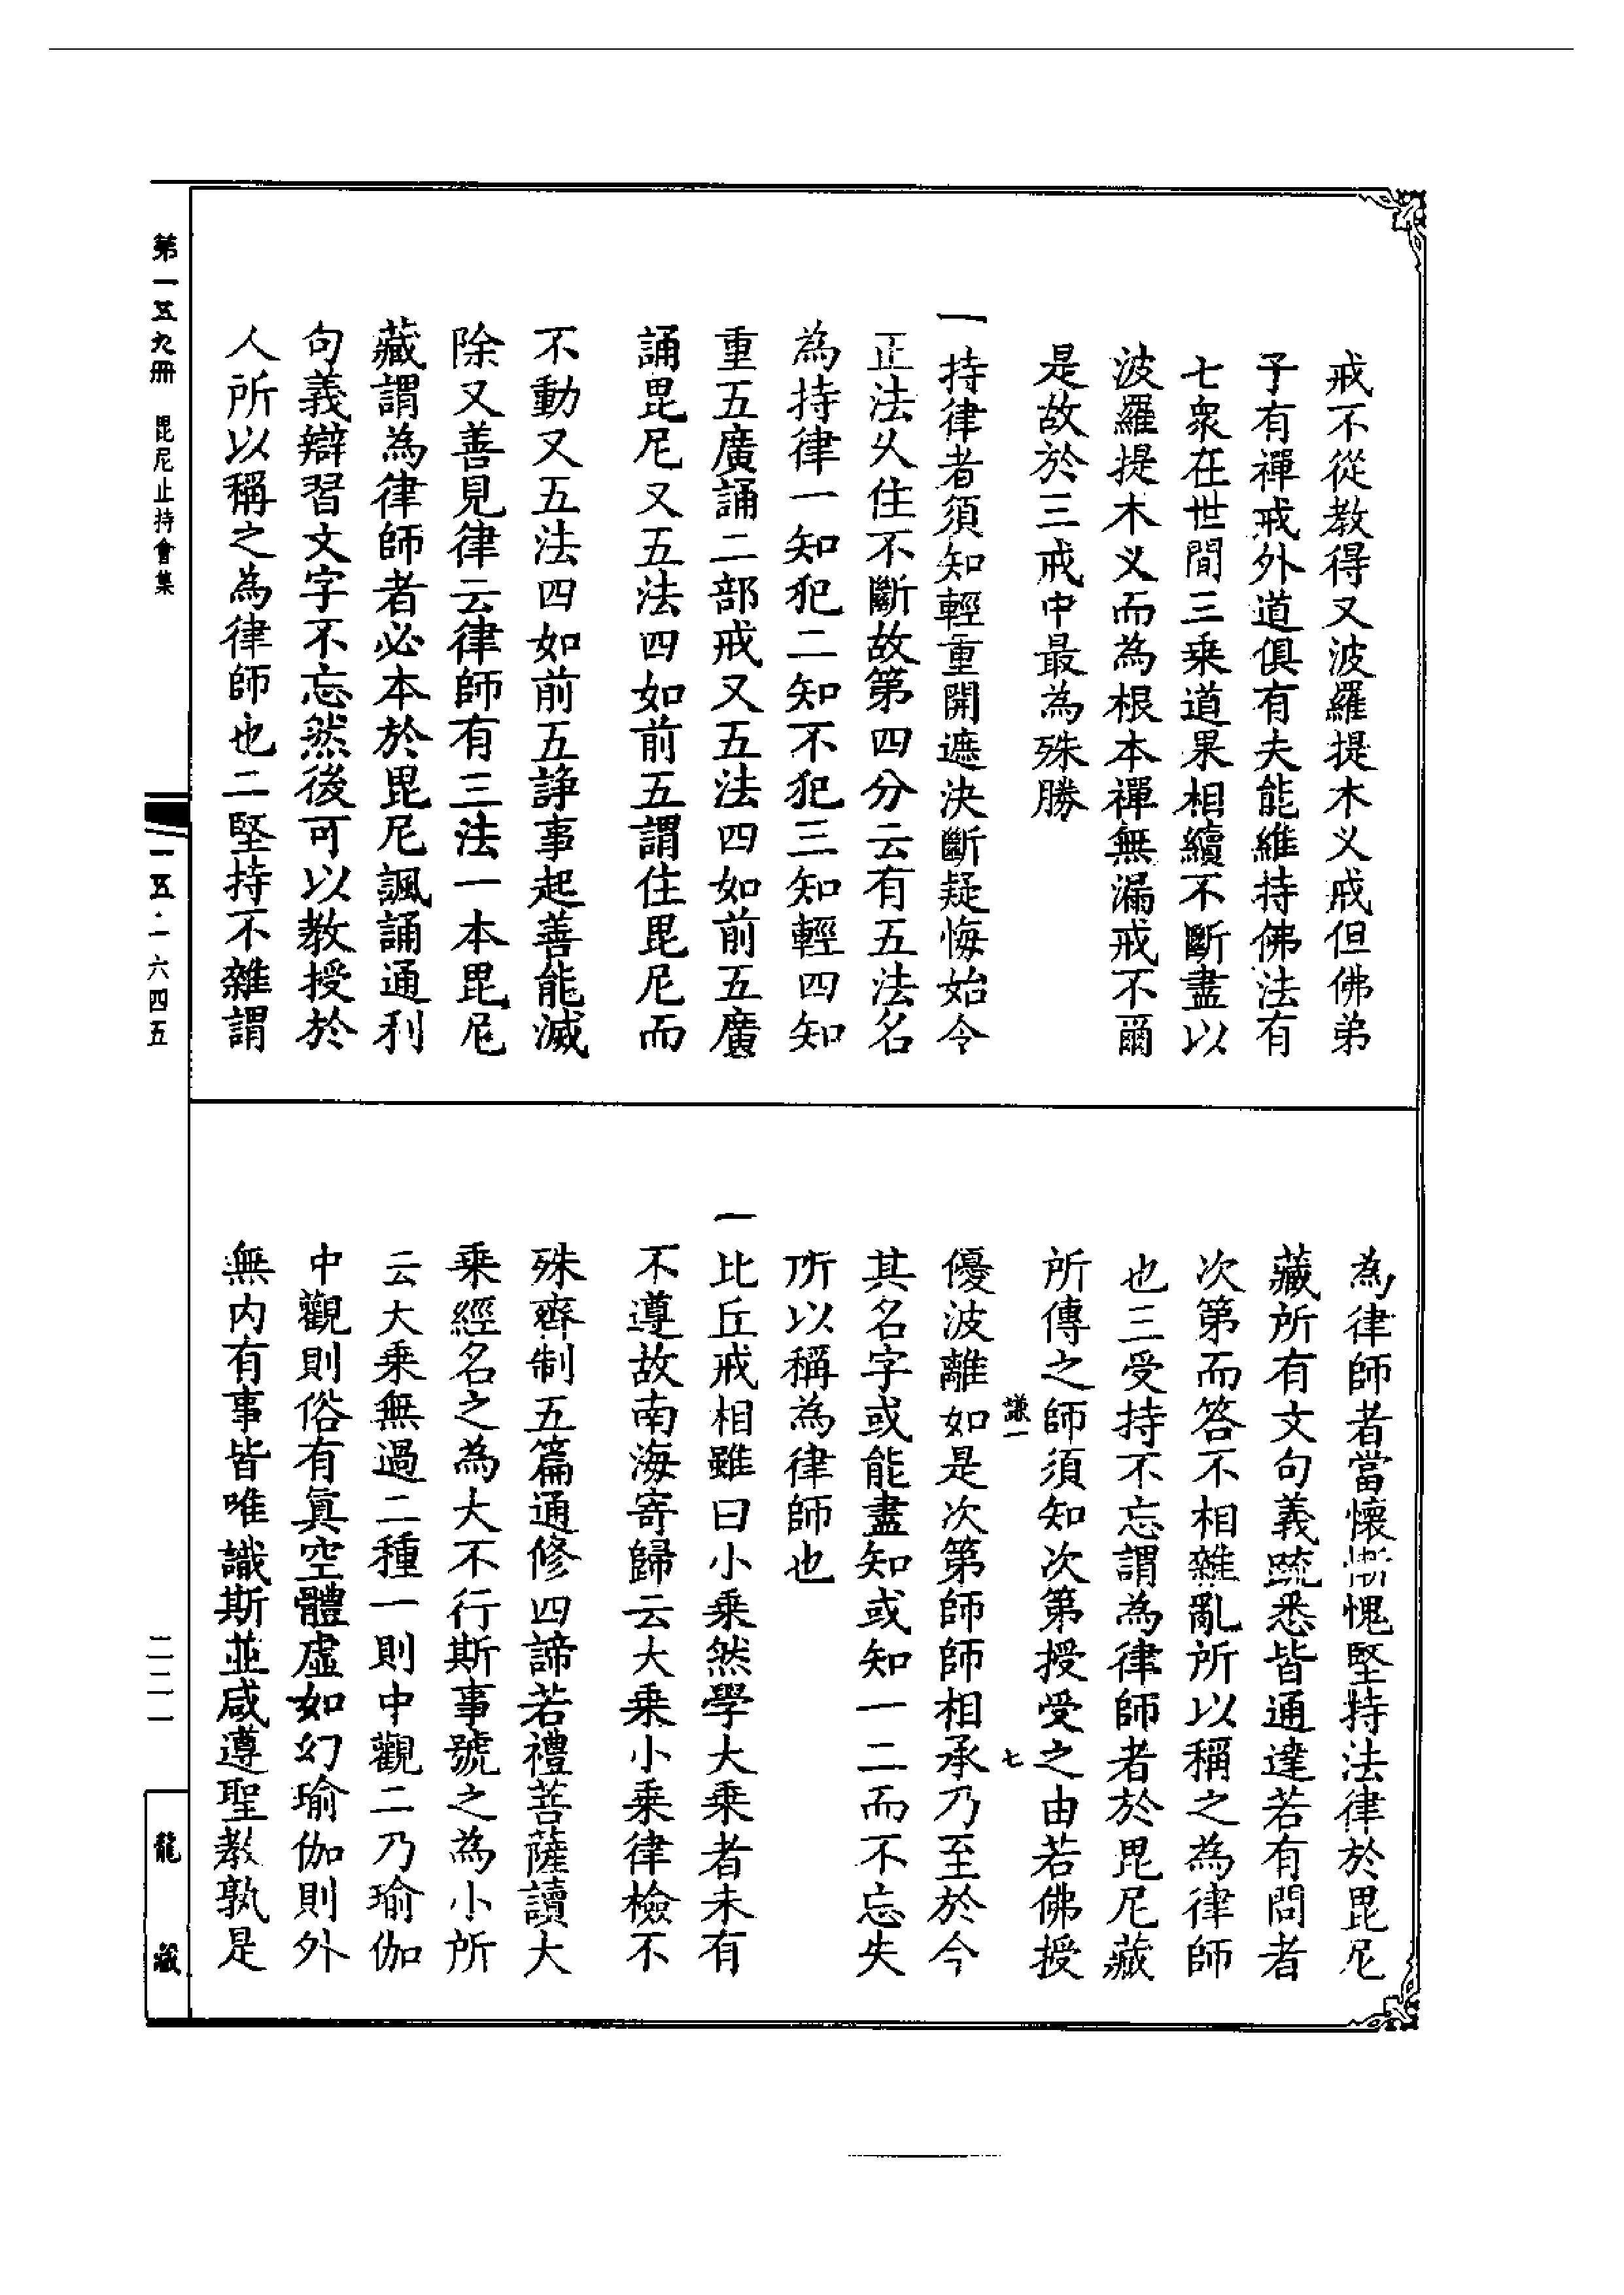 戒不從教得又波羅提木义戒但佛弟
子有禪戒外道俱有夫能維持佛法有
七衆在世間三乗道果相續不斷盡以
波羅提木义而為根本禪無漏戒不爾
是故於三戒中最為殊勝
一持律者須知輕重開遮決斷疑悔始令
正法乆住不斷故第四分云有五法名
為持律一知犯二知不犯三知輕四知
重五廣誦二部戒又五法四如前五廣
誦毘尼又五法四如前五謂住毘尼而
不動又五法四如前五諍事起善能滅
除又善見律云律師有三法一本毘尼
藏謂為律師者必本於毘尼諷誦通利
句義辯習文字不忘然後可以教授於
人所以稱之為律師也二堅持不雜謂
為律師者當懷慚愧堅持法律於毘尼
藏所有文句義䟽悉皆通達若有問者
次第而答不相雜亂所以稱之為律師
也三受持不忘謂為律師者於毘尼藏
所傳之師須知次第授受之由若佛授
謙一 七
優波離如是次第師師相承乃至於今
其名字或能盡知或知一二而不忘失
所以稱為律師也
一比丘戒相雖曰小乗然學大乗者未有
不遵故南海寄歸云大乗小乗律檢不
殊齊制五篇通修四諦若禮菩薩讀大
乗經名之為大不行斯事號之為小所
云大乗無過二種一則中觀二乃瑜伽
中觀則俗有眞空體虛如幻瑜伽則外
無内有事皆唯識斯並咸遵聖教孰是
第一五九冊 毘尼止持會集
一五·一六四五
二二一
龍藏